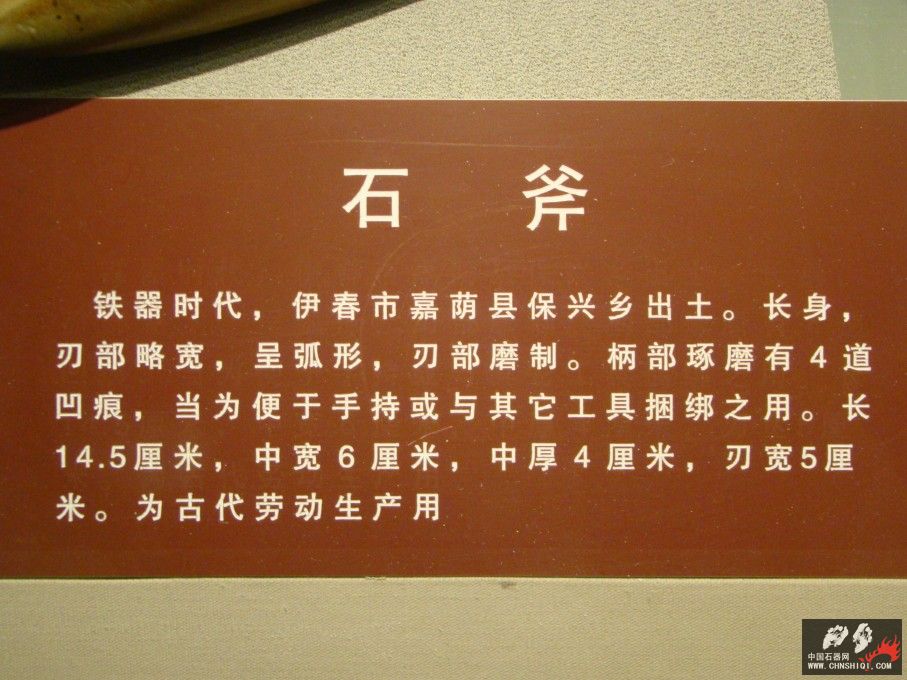 石 斧
铁器时代，伊春市嘉荫县保兴乡出土。长身，
刃部略宽，呈弧形，刃部磨制。柄部琢磨有4道
凹痕，当为便于手持或与其它工具捆绑之用。长
14.5厘米，中宽6厘米，中厚4厘米，刃宽5厘
米。为古代劳动生产用
中国石器网
WWW.CHNSHIQI.COM